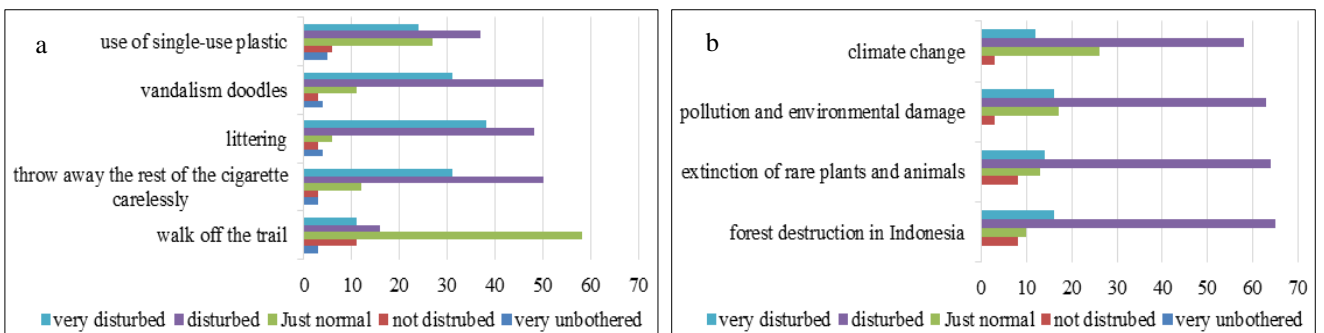 a
use of single-use plastic
vandalism doodles
littering
throw away the rest of the cigarette
carelessly
walk off the trail
0 10 20 30 40 50 60 70
very disturbed disturbed Just normal not distrubed very unbothered
b
climate change
pollution and environmental damage
extinction of rare plants and animals
forest destruction in Indonesia
0 10 20 30 40 50 60 70
very disturbed disturbed Just normal not distrubed very unbothered